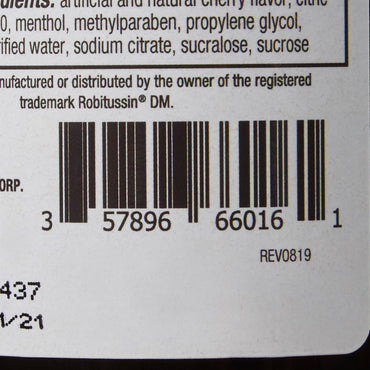 artificial and natural cherry flavor, citric
0, menthol, methylparaben, propylene glycol,
ified water, sodium citrate, sucralose, sucrose
nufactured or distributed by the owner of the registered
trademark Robitussin® DM.
ORP.
3 57896 66016 1
REV0819
437
1/21